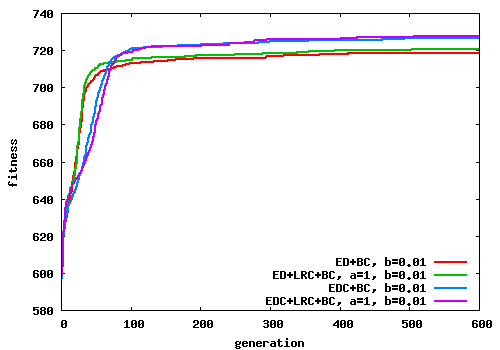 740
720
700
680
660
640
620
600
580
fitness
ED+BC, b=0.01
ED+LRC+BC, a=1, b=0.01
EDC+BC, b=0.01
EDC+LRC+BC, a=1, b=0.01
0 100 200 300 400 500 600
generation